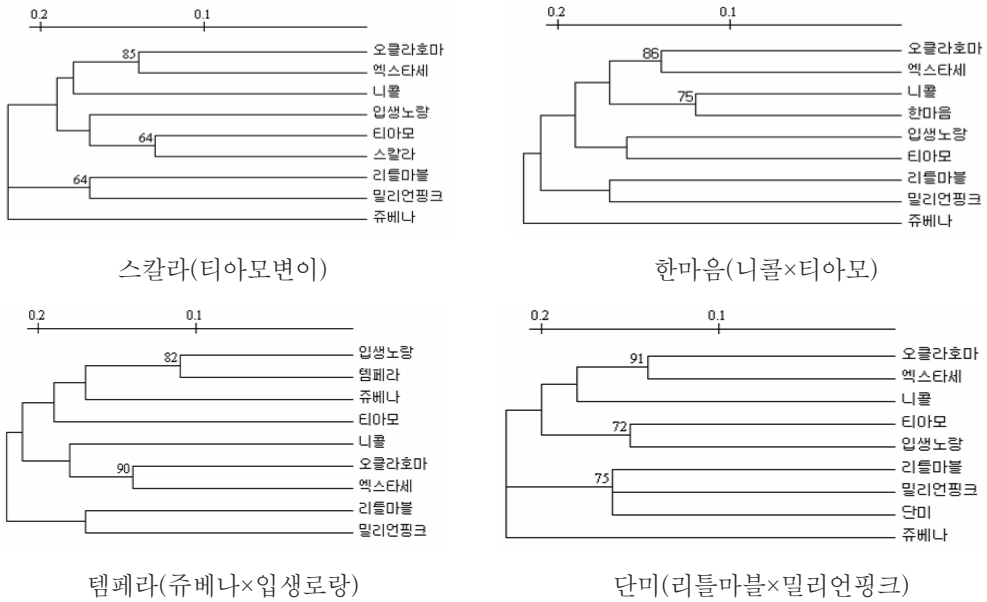 0.2 0.1
85
오클라호마
엑스타세
니콜
입생노랑
64
티아모
스칼라
64
리틀마블
밀리언핑크
쥬베나
스칼라(티아모변이)
0.2 0.1
86
오클라호마
엑스타세
75
니콜
한마음
입생노랑
티아모
리틀마블
밀리언핑크
쥬베나
한마음(니콜×티아모)
0.2 0.1
82
입생노랑
템페라
쥬베나
티아모
니콜
90
오클라호마
엑스타세
리틀마블
밀리언핑크
템페라(쥬베나×입생로랑)
0.2 0.1
91
오클라호마
엑스타세
니콜
72
티아모
입생노랑
75
리틀마블
밀리언핑크
단미
쥬베나
단미(리틀마블×밀리언핑크)